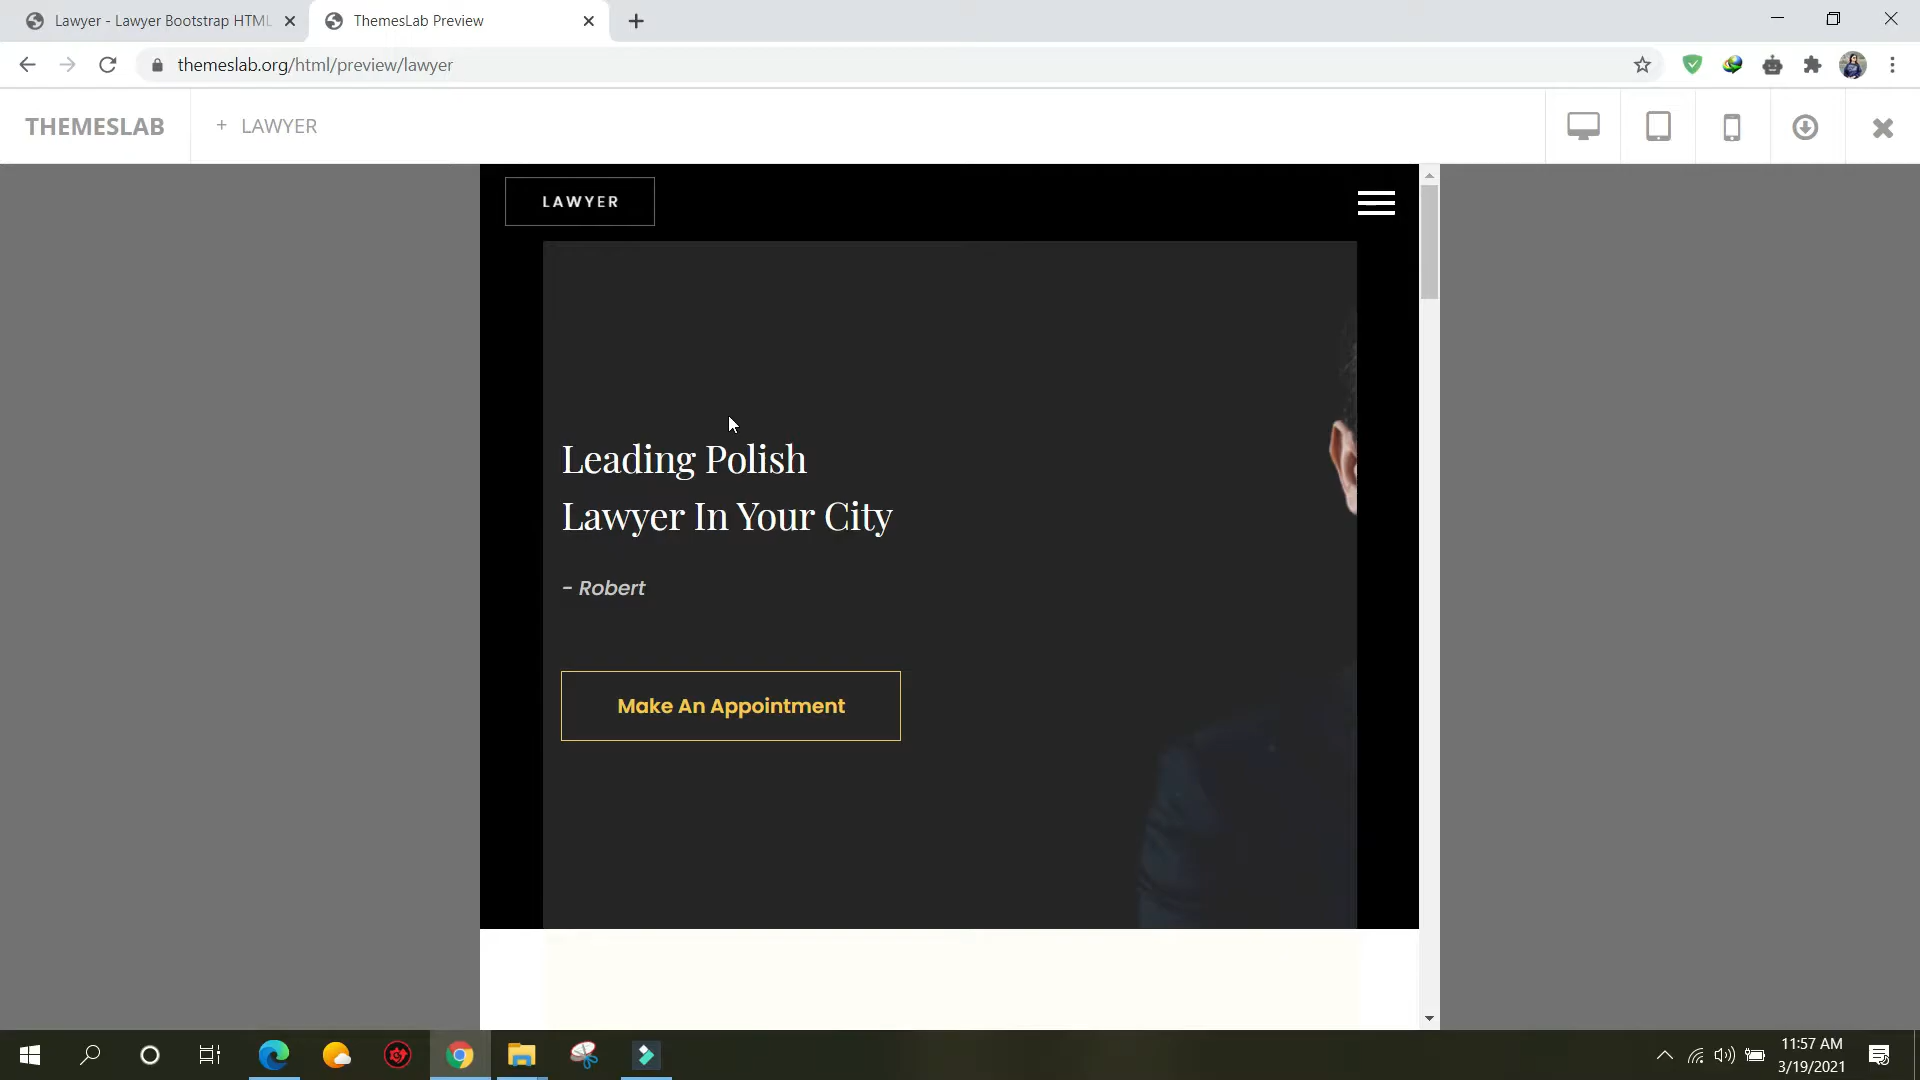 Lawyer - Lawyer Bootstrap HTML
ThemesLab Preview
themeslab.org/html/preview/lawyer
THEMESLAB
+ LAWYER
LAWYER
Leading Polish
Lawyer In Your City
- Robert
Make An Appointment
11:57 AM
3/19/2021